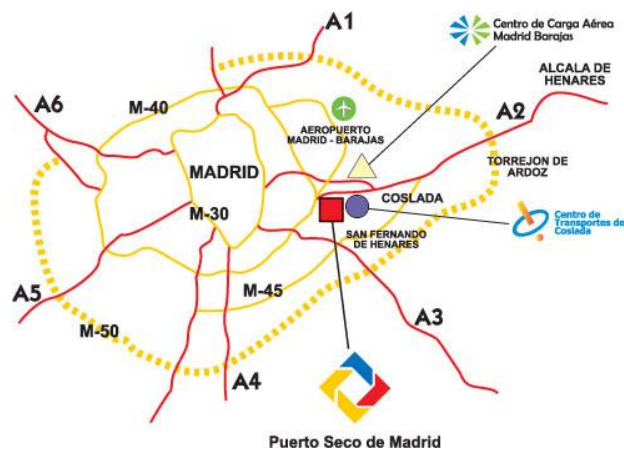 A1
Centro de Carga Aérea
Madrid Barajas
ALCALA DE
HENARES
A6
M-40
A2
AEROPUERTO
MADRID - BARAJAS
MADRID
TORREJON DE
ARDOZ
COSLADA
M-30
SAN FERNANDO
DE HENARES
Centro de
Transportes de
Coslada
A5
M-45
A3
M-50
A4
Puerto Seco de Madrid